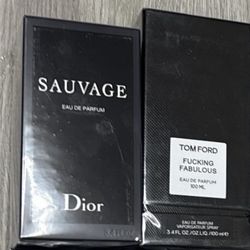 SAUVAGE
EAU DE PARFUM
Dior
TOM FORD
FUCKING
FABULOUS
EAU DE PARFUM
100 ML
EAU DE PARFUM
VAPORISATEUR SPRAY
3.4 FL.OZ./100 ml ℮